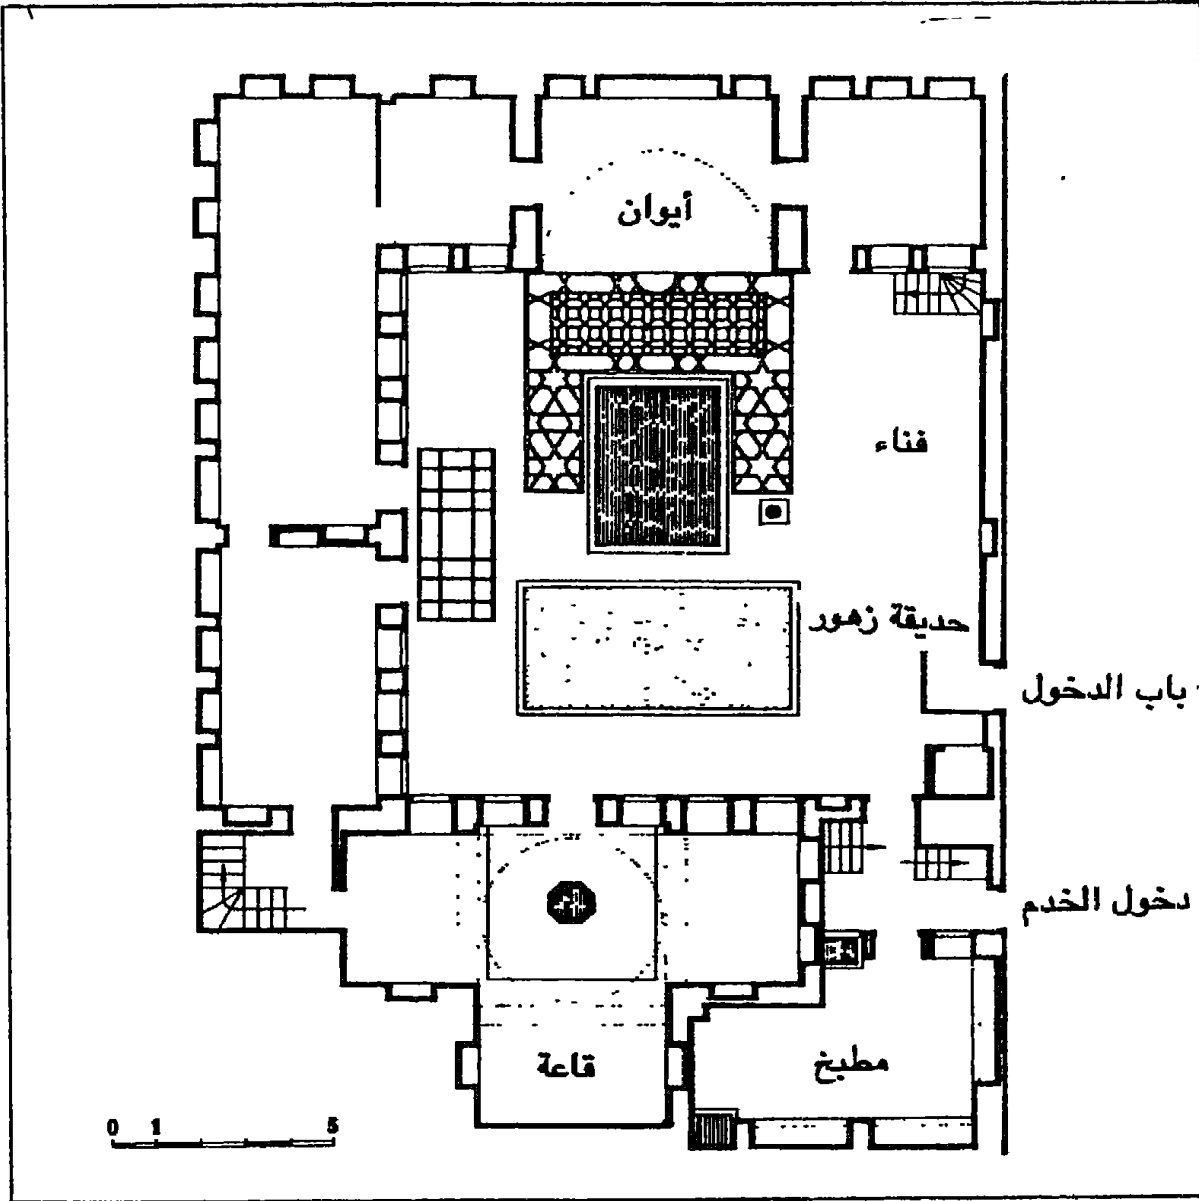 أيوان
فناء
حديقة زهور
باب الدخول
دخول الخدم
قاعة
مطبخ
0 1 5